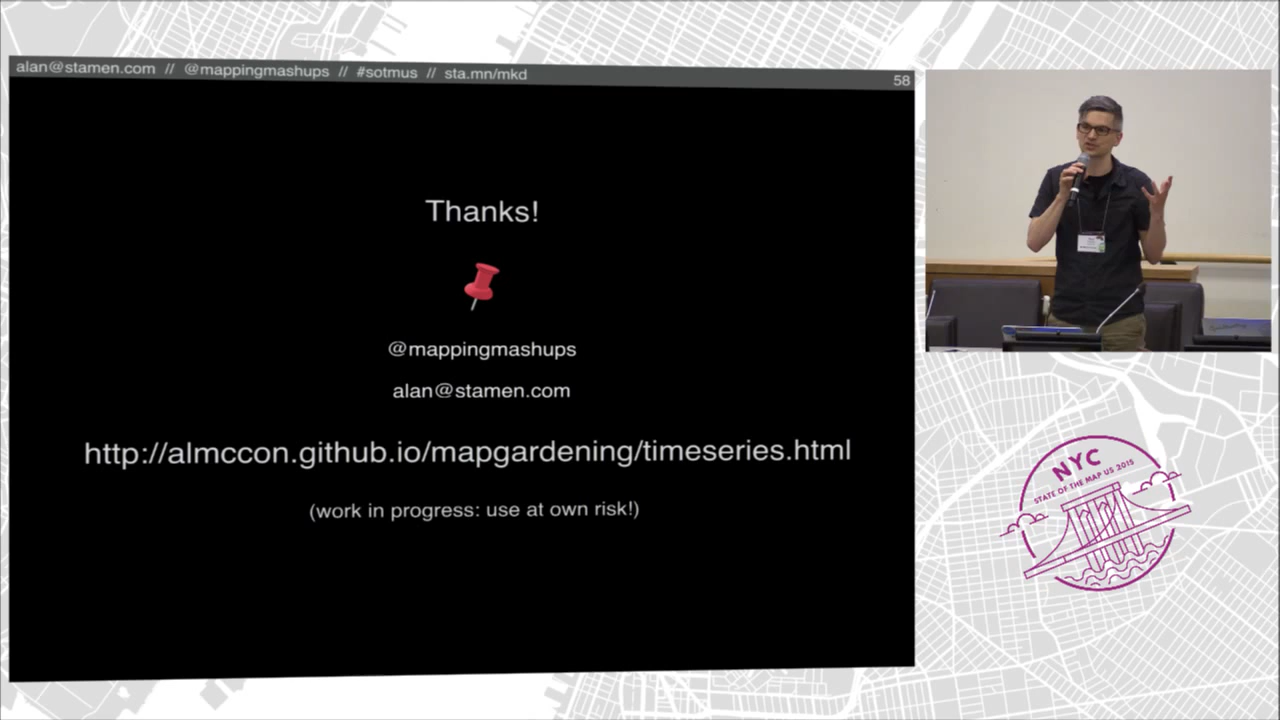 alan@stamen.com // @mappingmashups // #sotmus // sta.mn/mkd
58
Thanks!
@mappingmashups
alan@stamen.com
http://almccon.github.io/mapgardening/timeseries.html
(work in progress: use at own risk!)
NYC
STATE OF THE MAP US 2015